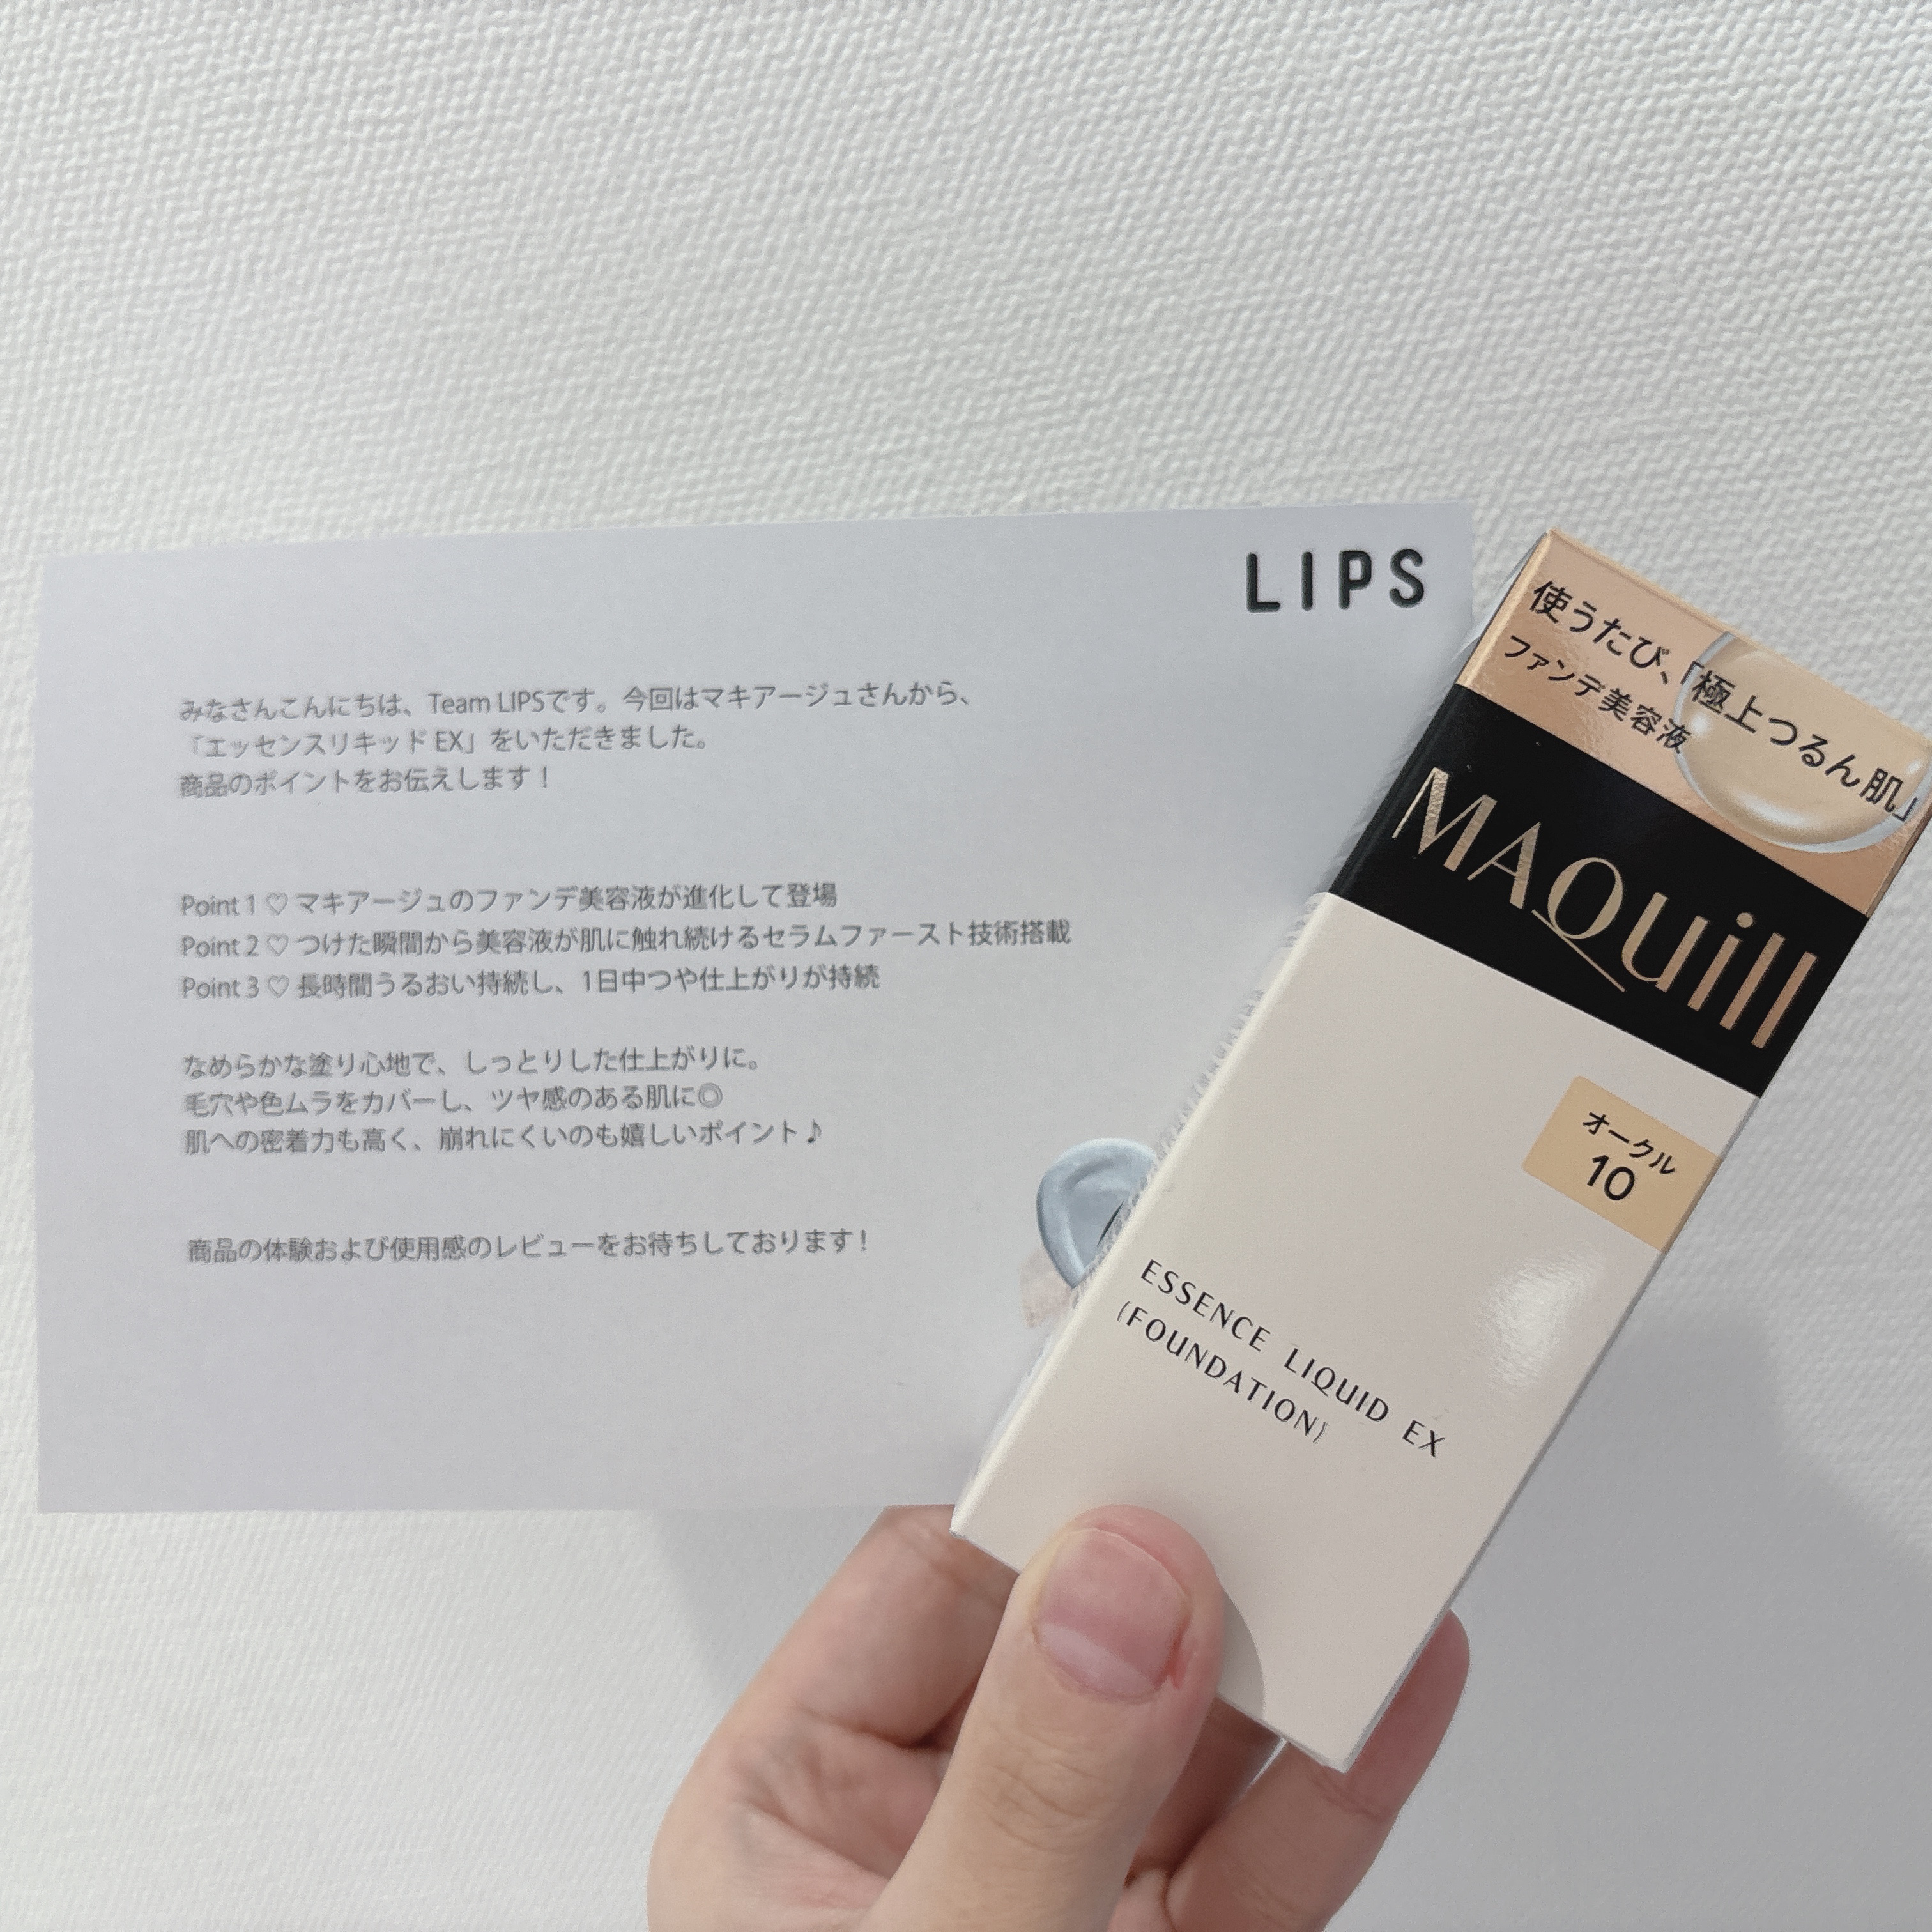 LIPS
みなさんこんにちは、Team LIPSです。今回はマキアージュさんから、
「エッセンスリキッド EX」をいただきました。
商品のポイントをお伝えします！
Point 1 ♡ マキアージュのファンデ美容液が進化して登場
Point 2 ♡ つけた瞬間から美容液が肌に触れ続けるセラムファースト技術搭載
Point 3 ♡ 長時間うるおい持続し、1日中つや仕上がりが持続
なめらかな塗り心地で、しっとりした仕上がりに。
毛穴や色ムラをカバーし、ツヤ感のある肌に◎
肌への密着力も高く、崩れにくいのも嬉しいポイント♪
商品の体験および使用感のレビューをお待ちしております！
使うたび、「極上つるん肌」
ファンデ美容液
MAQuill
オークル
10
ESSENCE LIQUID EX
(FOUNDATION)